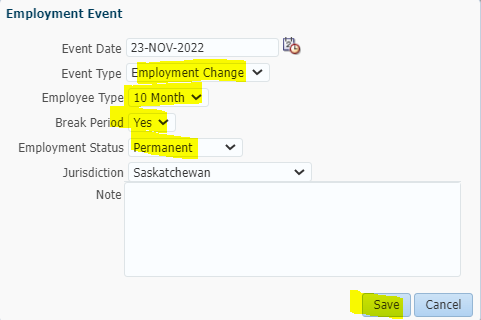 Employment Event
Event Date 23-NOV-2022
Event Type Employment Change
Employee Type 10 Month
Break Period Yes
Employment Status Permanent
Jurisdiction Saskatchewan
Note
Save Cancel